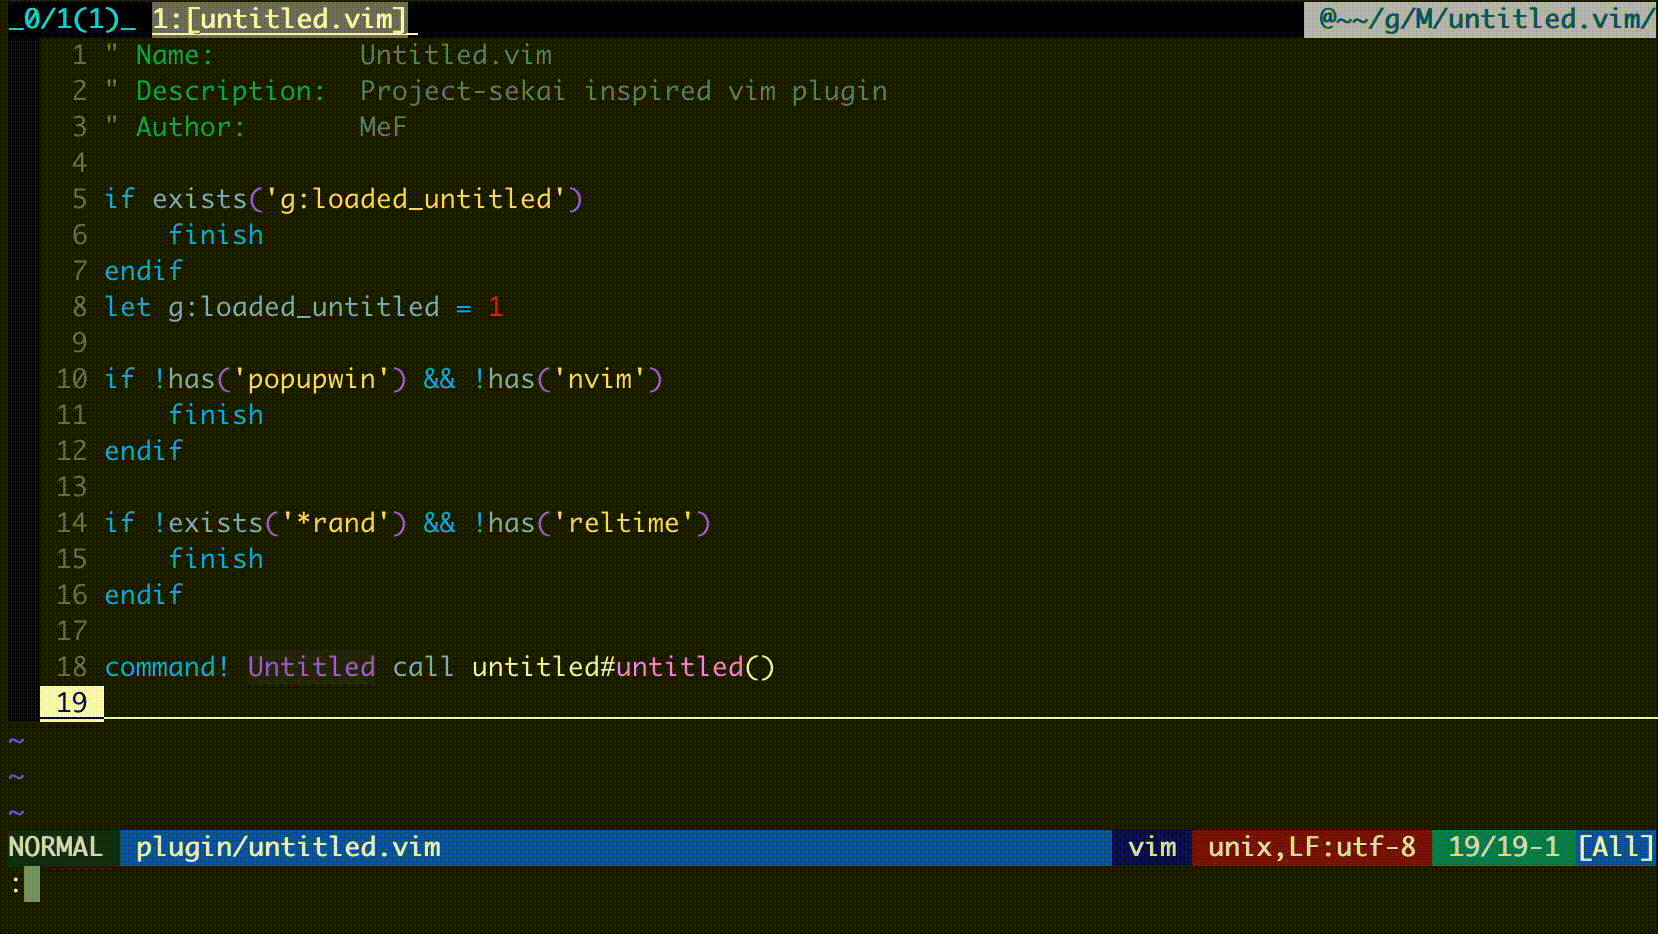 _0/1(1)_ 1:[untitled.vim] @~~/g/M/untitled.vim/
1 " Name:         Untitled.vim
2 " Description:  Project-sekai inspired vim plugin
3 " Author:       MeF
4
5 if exists('g:loaded_untitled')
6     finish
7 endif
8 let g:loaded_untitled = 1
9
10 if !has('popupwin') && !has('nvim')
11     finish
12 endif
13
14 if !exists('*rand') && !has('reltime')
15     finish
16 endif
17
18 command! Untitled call untitled#untitled()
19
~
~
~
NORMAL plugin/untitled.vim vim unix,LF:utf-8 19/19-1 [All]
: